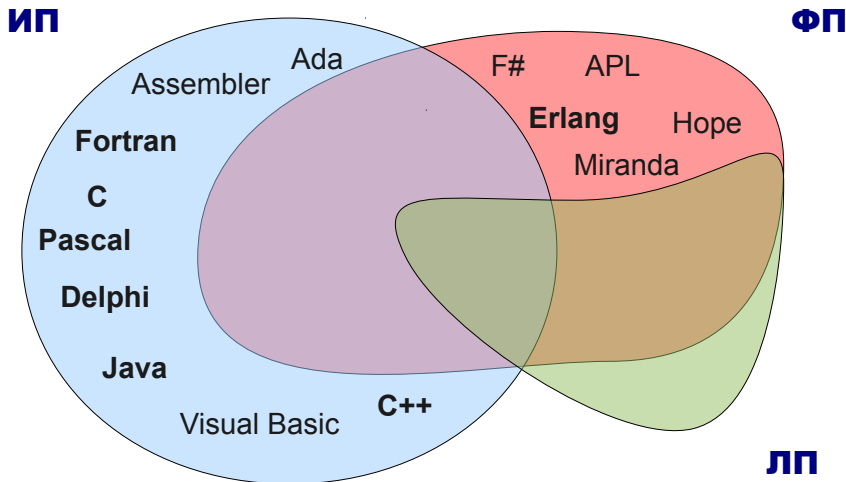 ИП
ФП
Ada
F#
APL
Assembler
Erlang
Hope
Fortran
Miranda
C
Pascal
Delphi
Java
C++
Visual Basic
ЛП